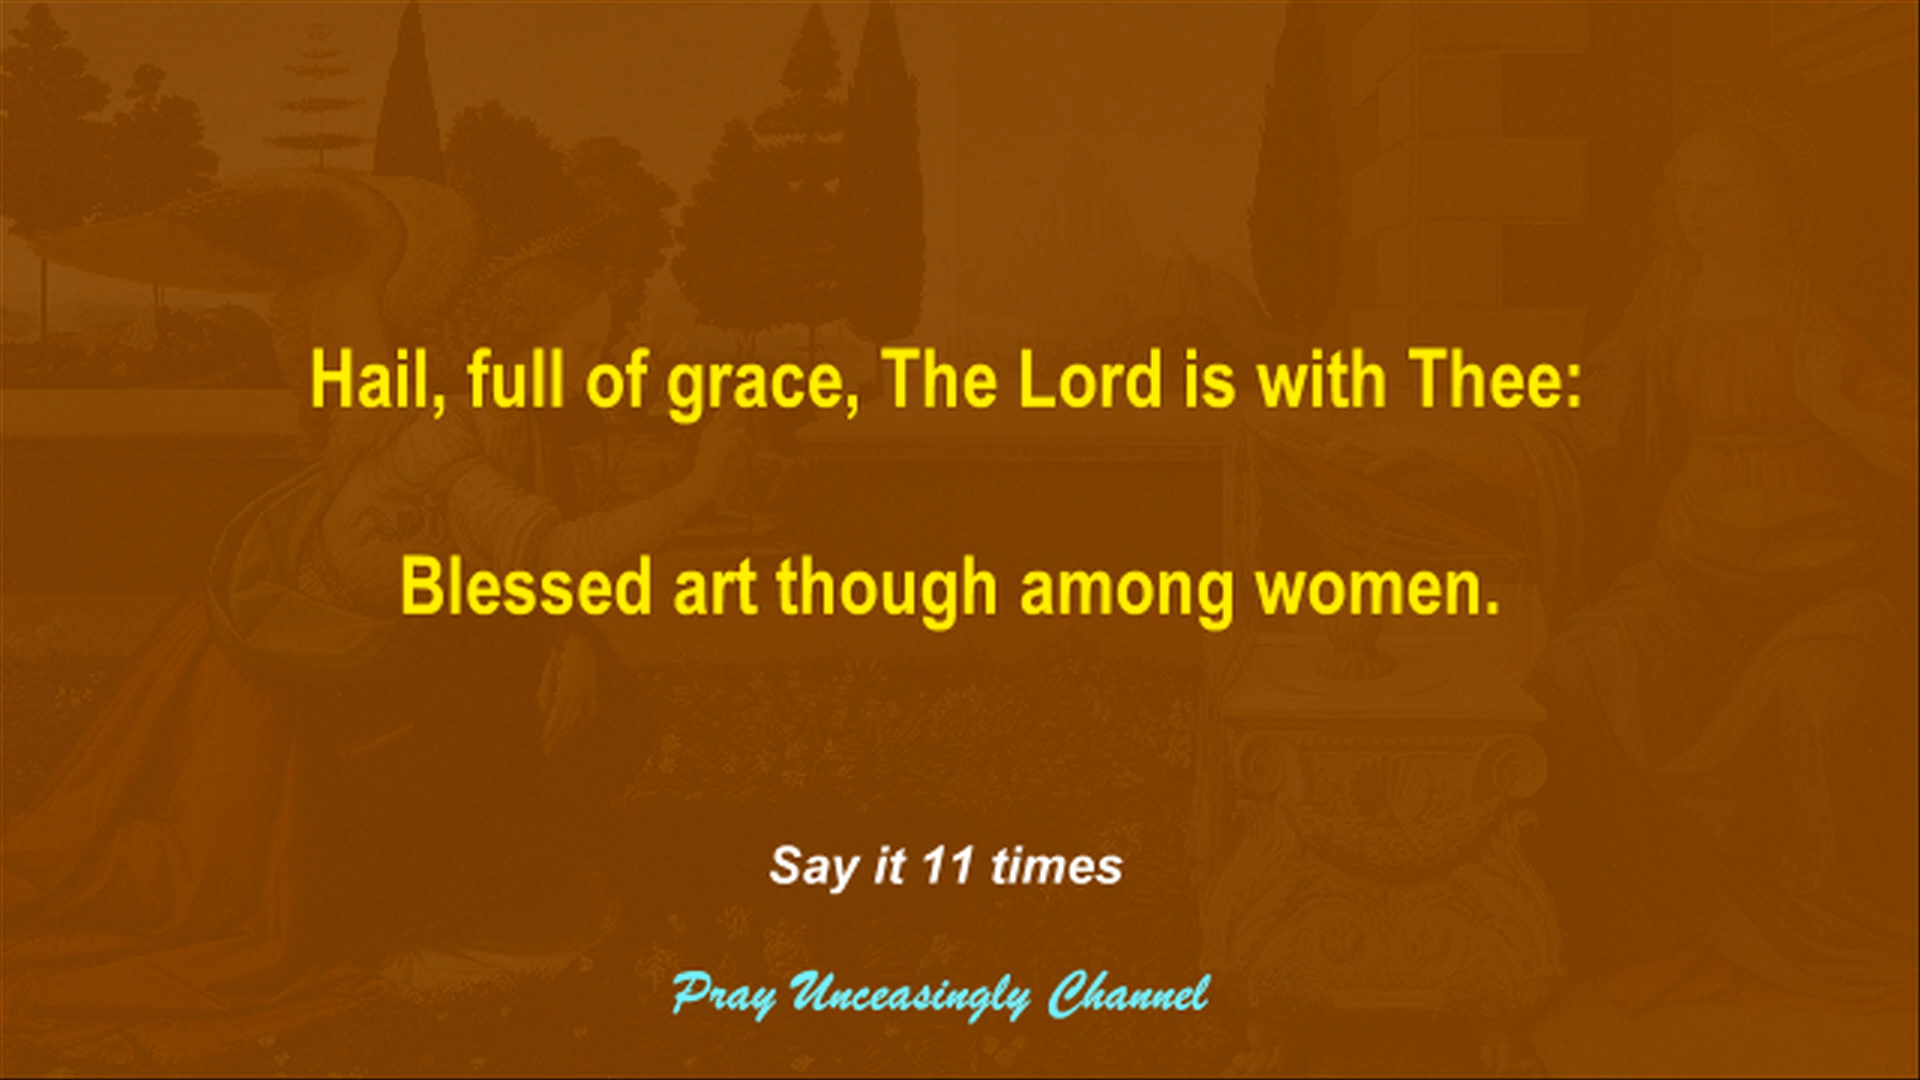 Hail, full of grace, The Lord is with Thee:
Blessed art though among women.
Say it 11 times
Pray Unceasingly Channel